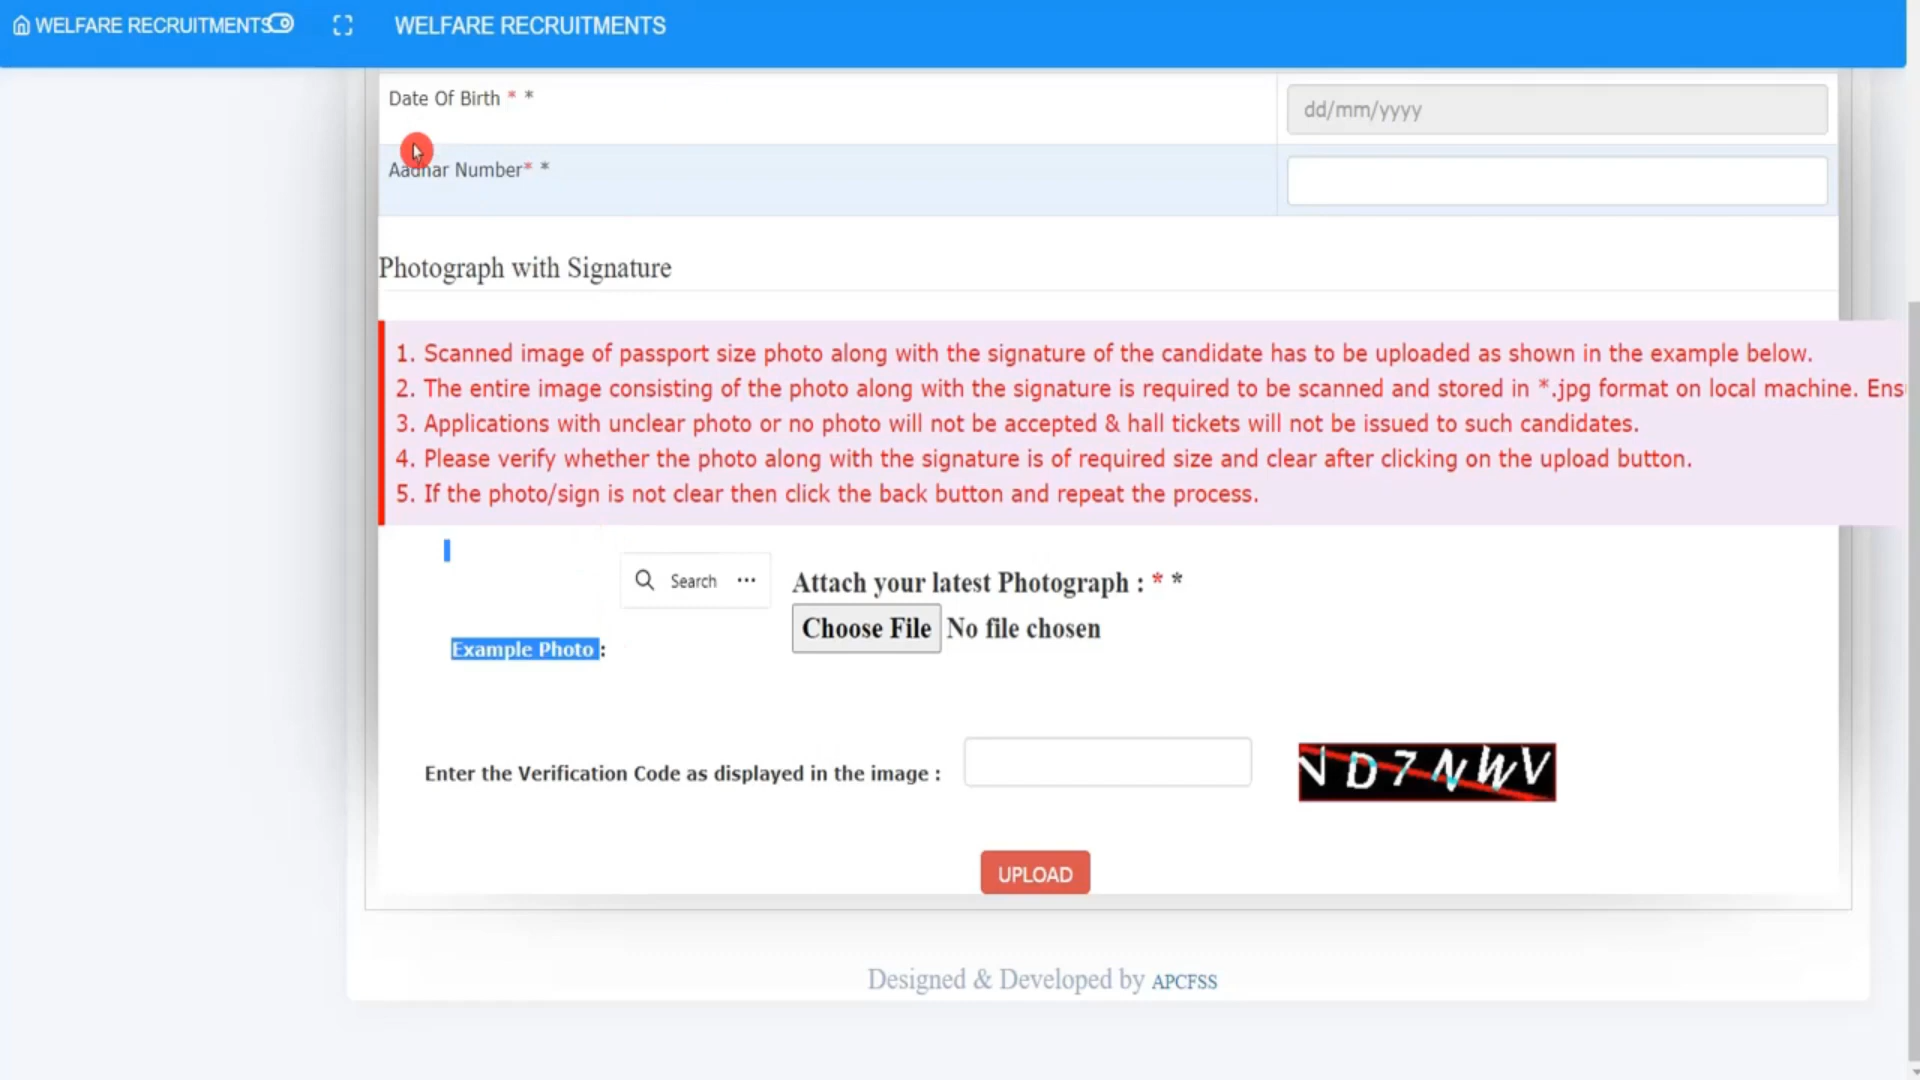 WELFARE RECRUITMENTS
WELFARE RECRUITMENTS
Date Of Birth * *
dd/mm/yyyy
Aadhar Number* *
Photograph with Signature
1. Scanned image of passport size photo along with the signature of the candidate has to be uploaded as shown in the example below.
2. The entire image consisting of the photo along with the signature is required to be scanned and stored in *.jpg format on local machine. Ens
3. Applications with unclear photo or no photo will not be accepted & hall tickets will not be issued to such candidates.
4. Please verify whether the photo along with the signature is of required size and clear after clicking on the upload button.
5. If the photo/sign is not clear then click the back button and repeat the process.
Search ···
Attach your latest Photograph : * *
Choose File No file chosen
Example Photo :
Enter the Verification Code as displayed in the image :
VD7NWV
UPLOAD
Designed & Developed by APCFSS